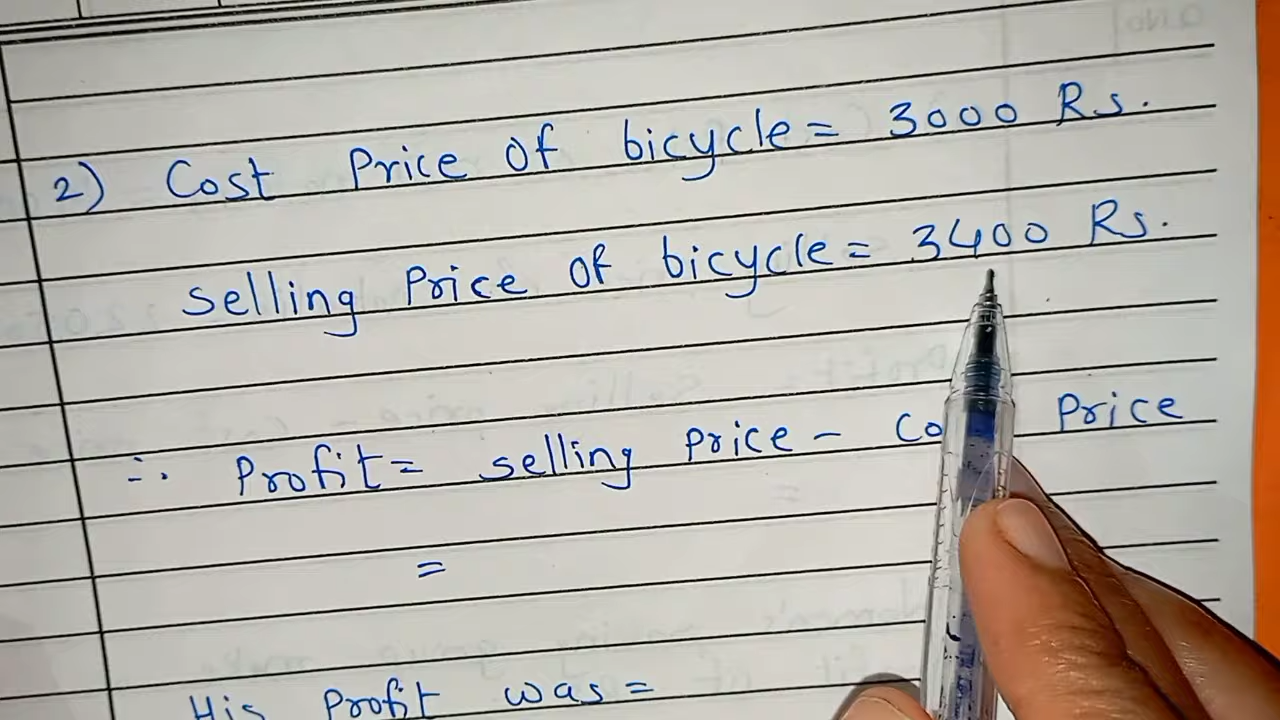 2) Cost Price Of bicycle = 3000 Rs.
Selling Price Of bicycle = 3400 Rs.
∴ Profit = selling price - Co Price
=
His Profit was =